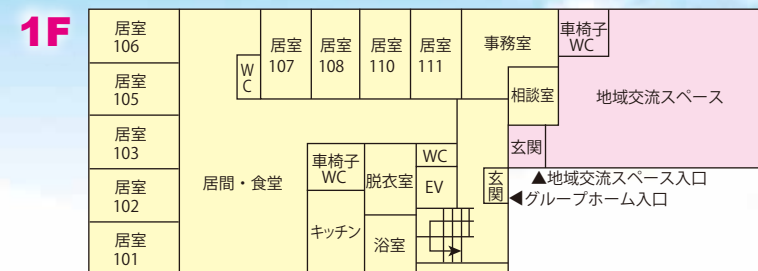 1F
居室
106
居室
105
居室
103
居室
102
居室
101
WC
居室
107
居室
108
居室
110
居室
111
事務室
車椅子
WC
相談室
地域交流スペース
玄関
居間・食堂
車椅子
WC
脱衣室
WC
EV
玄関
▲地域交流スペース入口
◀グループホーム入口
キッチン
浴室